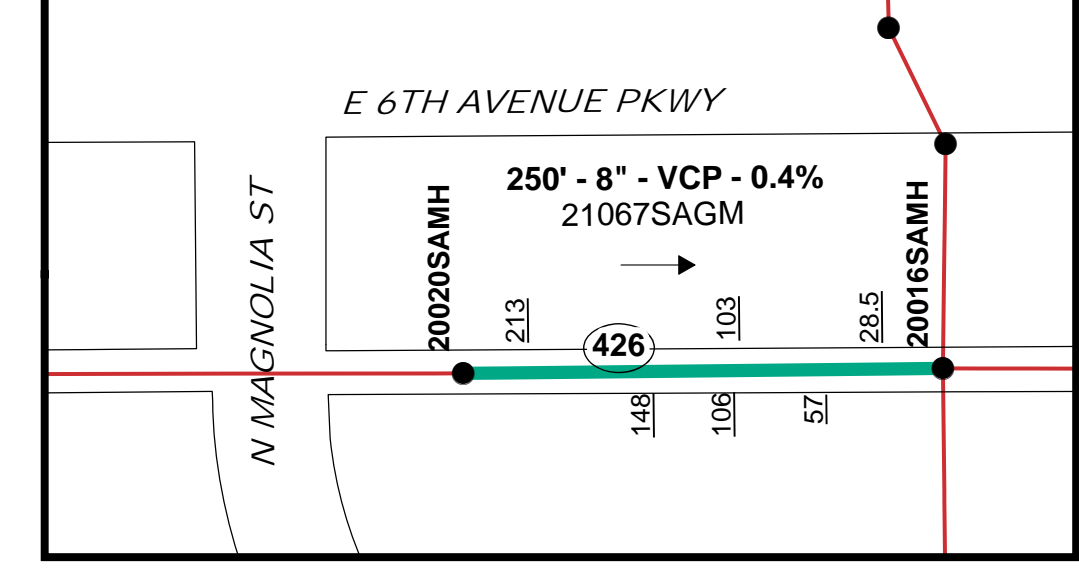 E 6TH AVENUE PKWY
250' - 8" - VCP - 0.4%
21067SAGM
N MAGNOLIA ST
20020SAMH
20016SAMH
213
103
28.5
426
148
106
57